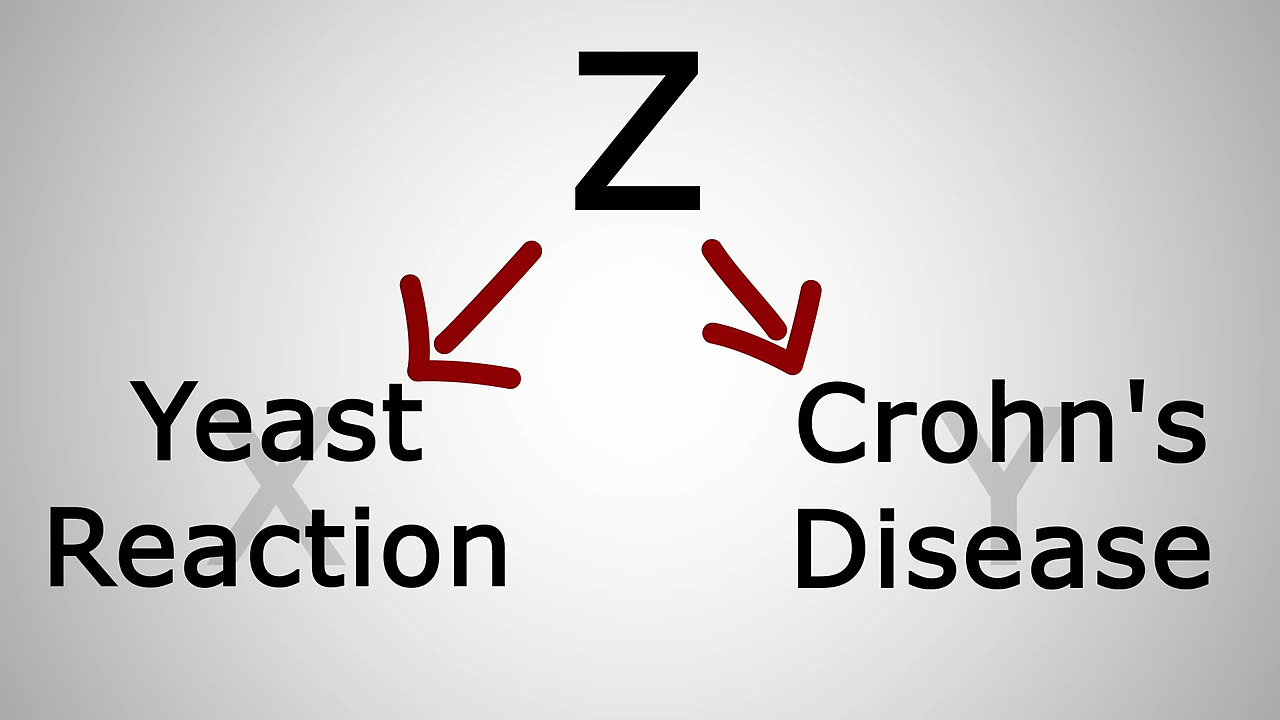 Z
Yeast
Reaction
X
Crohn's
Disease
Y